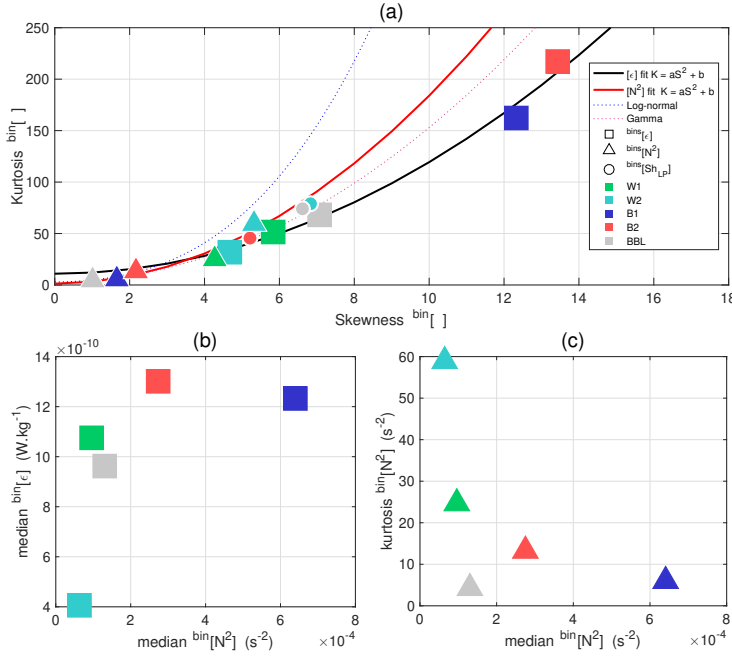 (a)
250
200
150
100
50
0
Kurtosis bin[ ]
0 2 4 6 8 10 12 14 16 18
Skewness bin[ ]
[ϵ] fit K = aS2 + b
[N2] fit K = aS2 + b
Log-normal
Gamma
bins[ϵ]
bins[N2]
bins[ShLP]
W1
W2
B1
B2
BBL
(b)
×10-10
14
12
10
8
6
4
median bin[ϵ] (W.kg-1)
0 2 4 6 8
median bin[N2] (s-2)
×10-4
(c)
60
50
40
30
20
10
0
kurtosis bin[N2] (s-2)
0 2 4 6 8
median bin[N2] (s-2)
×10-4